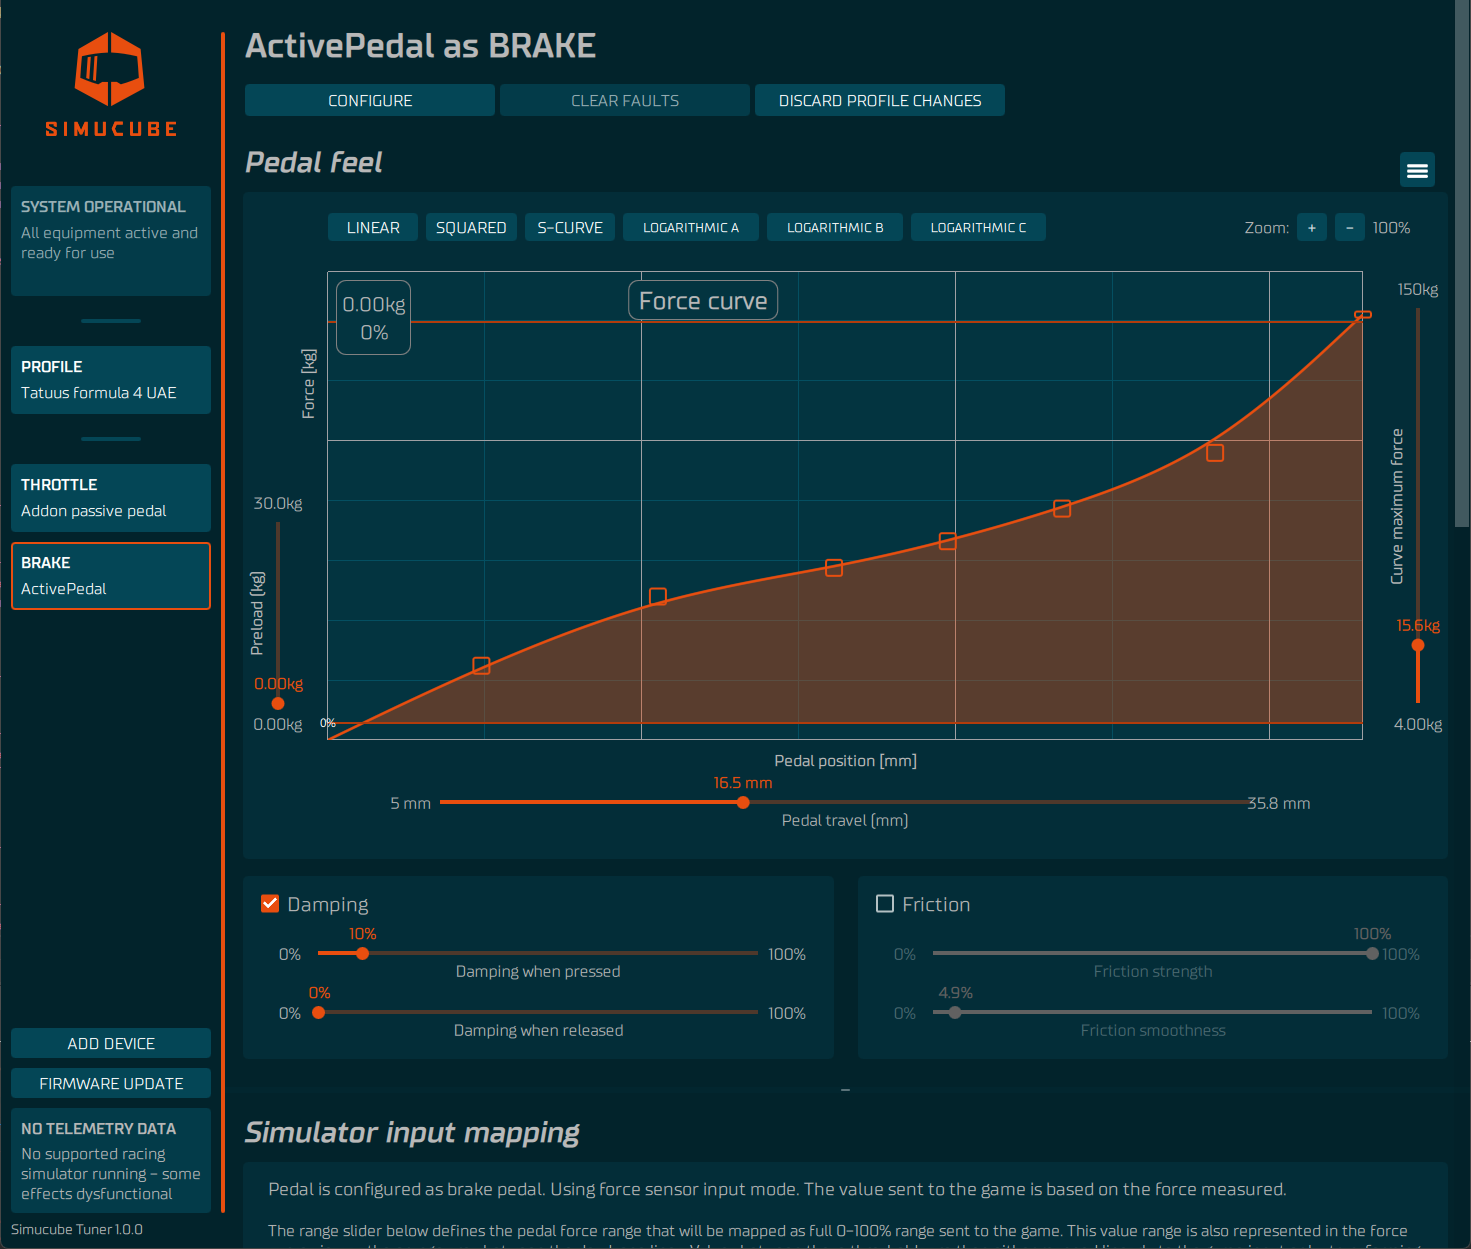 SIMUCUBE
SYSTEM OPERATIONAL
All equipment active and
ready for use
PROFILE
Tatuus formula 4 UAE
THROTTLE
Addon passive pedal
BRAKE
ActivePedal
ADD DEVICE
FIRMWARE UPDATE
NO TELEMETRY DATA
No supported racing
simulator running - some
effects dysfunctional
Simucube Tuner 1.0.0
ActivePedal as BRAKE
CONFIGURE
CLEAR FAULTS
DISCARD PROFILE CHANGES
Pedal feel
LINEAR
SQUARED
S-CURVE
LOGARITHMIC A
LOGARITHMIC B
LOGARITHMIC C
Zoom: + - 100%
0.00kg
0%
Force curve
Force [kg]
30.0kg
Preload (kg)
0.00kg
0.00kg
0%
150kg
Curve maximum force
15.6kg
4.00kg
Pedal position [mm]
16.5 mm
5 mm
35.8 mm
Pedal travel (mm)
Damping
10%
0%
100%
Damping when pressed
0%
0%
100%
Damping when released
Friction
100%
0%
100%
Friction strength
4.9%
0%
100%
Friction smoothness
Simulator input mapping
Pedal is configured as brake pedal. Using force sensor input mode. The value sent to the game is based on the force measured.
The range slider below defines the pedal force range that will be mapped as full 0-100% range sent to the game. This value range is also represented in the force